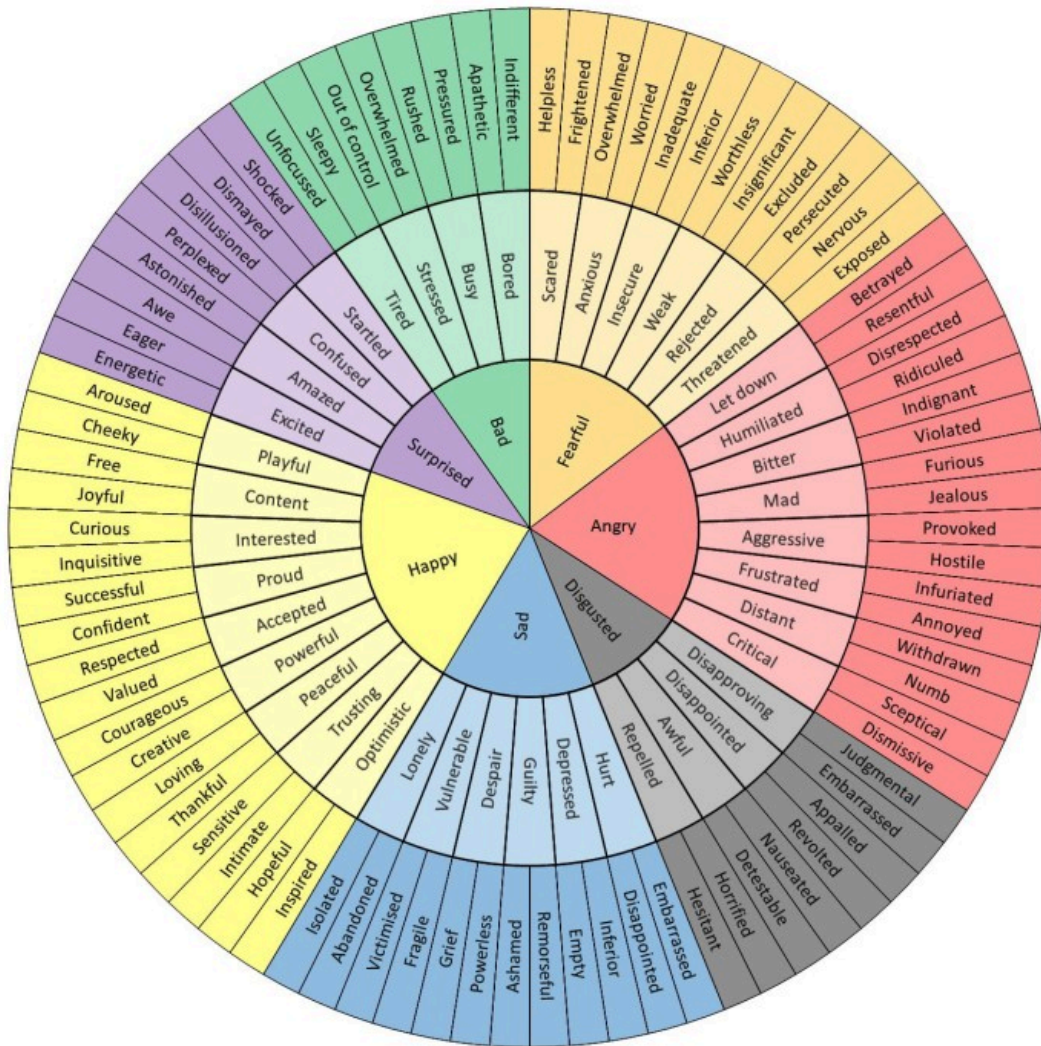 Fearful
Angry
Disgusted
Sad
Happy
Surprised
Bad
Scared
Anxious
Insecure
Weak
Rejected
Threatened
Let down
Humiliated
Bitter
Mad
Aggressive
Frustrated
Distant
Critical
Disapproving
Disappointed
Awful
Repelled
Hurt
Depressed
Guilty
Despair
Vulnerable
Lonely
Optimistic
Trusting
Peaceful
Powerful
Accepted
Proud
Interested
Content
Playful
Excited
Amazed
Confused
Startled
Tired
Stressed
Busy
Bored
Helpless
Frightened
Overwhelmed
Worried
Inadequate
Inferior
Worthless
Insignificant
Excluded
Persecuted
Nervous
Exposed
Betrayed
Resentful
Disrespected
Ridiculed
Indignant
Violated
Furious
Jealous
Provoked
Hostile
Infuriated
Annoyed
Withdrawn
Numb
Sceptical
Dismissive
Judgmental
Embarrassed
Appalled
Revolted
Nauseated
Detestable
Horrified
Hesitant
Embarrassed
Disappointed
Inferior
Empty
Remorseful
Ashamed
Powerless
Grief
Fragile
Victimised
Abandoned
Isolated
Inspired
Hopeful
Intimate
Sensitive
Thankful
Loving
Creative
Courageous
Valued
Respected
Confident
Successful
Inquisitive
Curious
Joyful
Free
Cheeky
Aroused
Energetic
Eager
Awe
Astonished
Perplexed
Disillusioned
Dismayed
Shocked
Unfocussed
Sleepy
Out of control
Overwhelmed
Rushed
Pressured
Apathetic
Indifferent